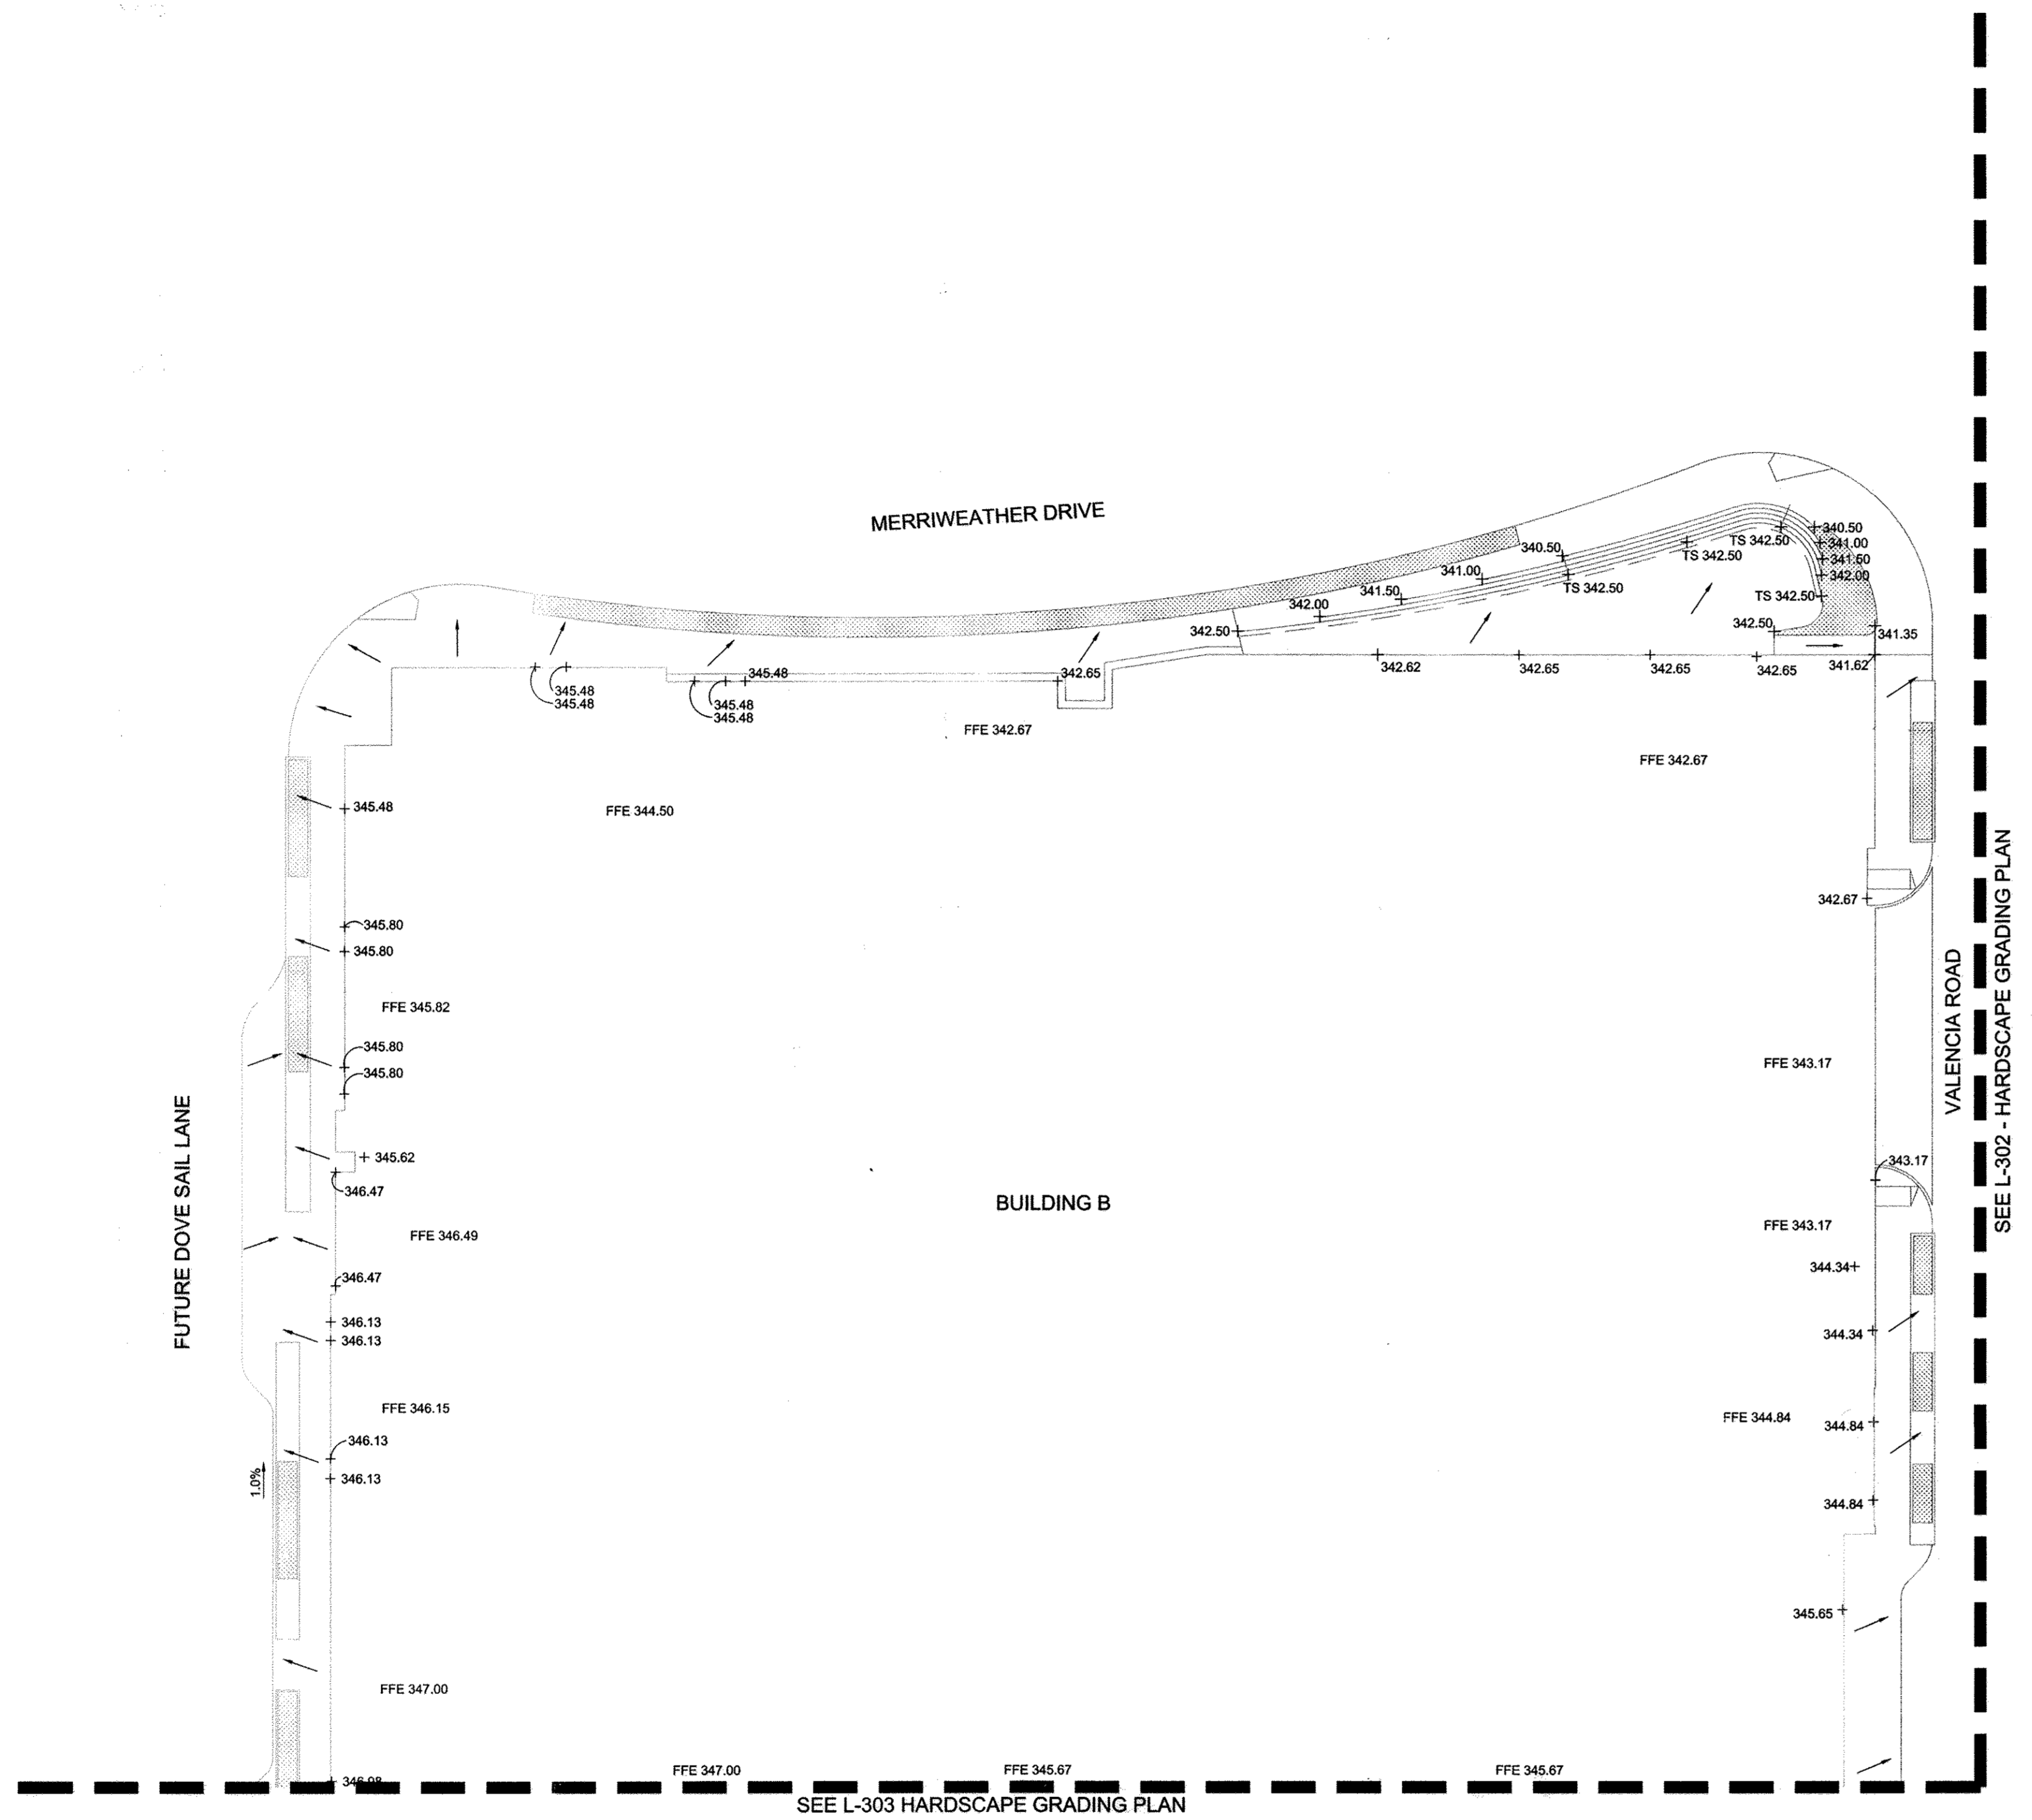 MERRIWEATHER DRIVE
340.50
TS 342.50
340.50
341.00
TS 342.50
341.50
341.00
342.00
341.50
TS 342.50
TS 342.50
342.00
342.50
342.50
341.35
342.62
342.65
342.65
342.65
341.62
345.48
345.48
345.48
345.48
345.48
342.65
FFE 342.67
FFE 342.67
345.48
FFE 344.50
342.67
345.80
345.80
FFE 345.82
345.80
345.80
FFE 343.17
VALENCIA ROAD
SEE L-302 - HARDSCAPE GRADING PLAN
345.62
346.47
343.17
FUTURE DOVE SAIL LANE
BUILDING B
FFE 346.49
FFE 343.17
344.34
346.47
346.13
346.13
344.34
FFE 346.15
FFE 344.84
344.84
346.13
346.13
1.0%
344.84
345.65
FFE 347.00
FFE 347.00
FFE 345.67
FFE 345.67
346.98
SEE L-303 HARDSCAPE GRADING PLAN